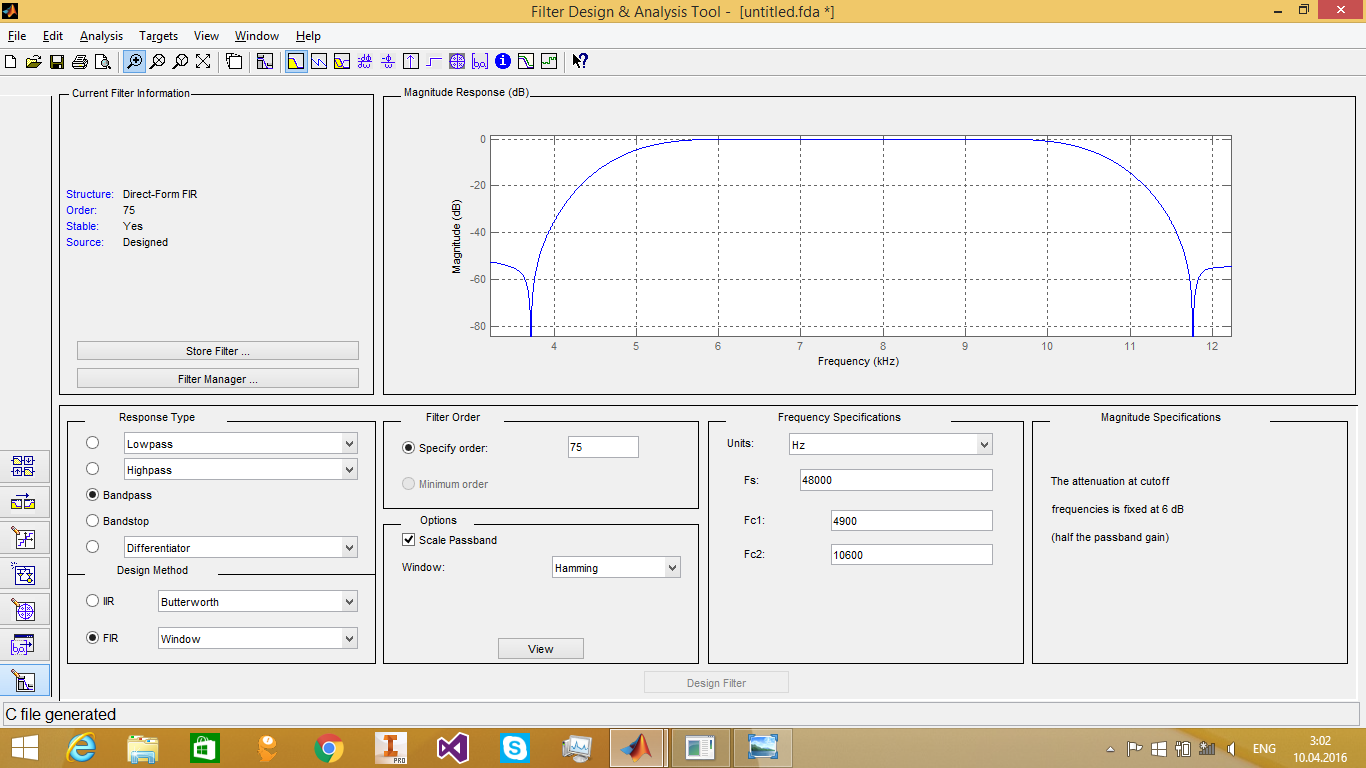 Filter Design & Analysis Tool - [untitled.fda *]
File Edit Analysis Targets View Window Help
Current Filter Information
Structure: Direct-Form FIR
Order: 75
Stable: Yes
Source: Designed
Store Filter ...
Filter Manager ...
Magnitude Response (dB)
Magnitude (dB)
0
-20
-40
-60
-80
4 5 6 7 8 9 10 11 12
Frequency (kHz)
Response Type
Lowpass
Highpass
Bandpass
Bandstop
Differentiator
Design Method
IIR Butterworth
FIR Window
Filter Order
Specify order: 75
Minimum order
Options
Scale Passband
Window: Hamming
View
Frequency Specifications
Units: Hz
Fs: 48000
Fc1: 4900
Fc2: 10600
Magnitude Specifications
The attenuation at cutoff
frequencies is fixed at 6 dB
(half the passband gain)
Design Filter
C file generated
PRO
ENG
3:02
10.04.2016